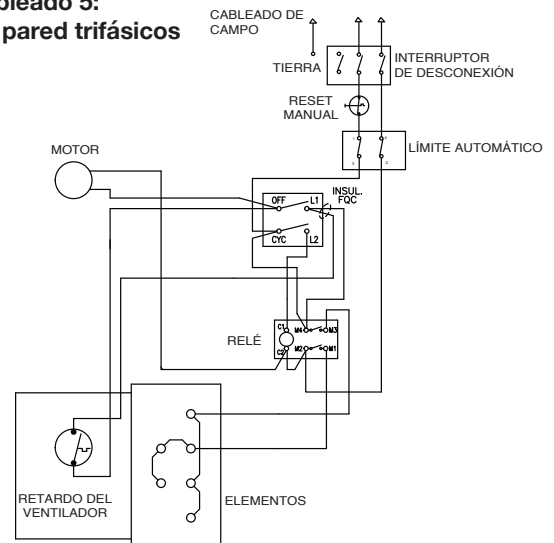 bleado 5:
pared trifásicos
CABLEADO DE
CAMPO
TIERRA
INTERRUPTOR
DE DESCONEXIÓN
RESET
MANUAL
LÍMITE AUTOMÁTICO
MOTOR
INSUL.
FQC
OFF L1
CYC L2
RELÉ
C1 M4 M3
C2 M2 M1
RETARDO DEL
VENTILADOR
ELEMENTOS